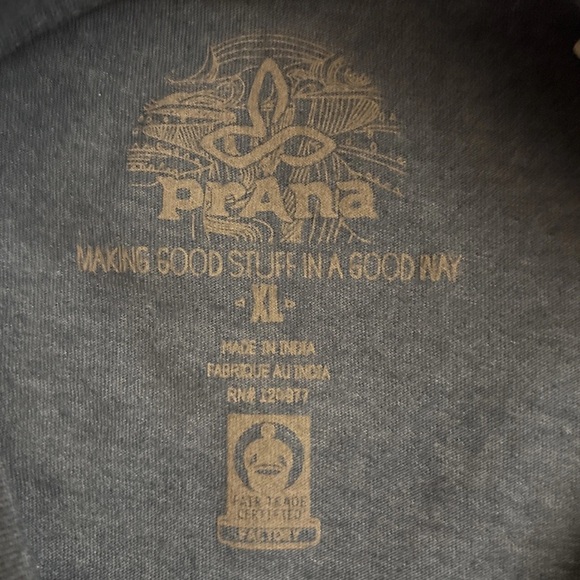 prAna
MAKING GOOD STUFF IN A GOOD WAY
XL
MADE IN INDIA
FABRIQUE AU INDIA
RN# 120977
FAIR TRADE
CERTIFIED
FACTORY